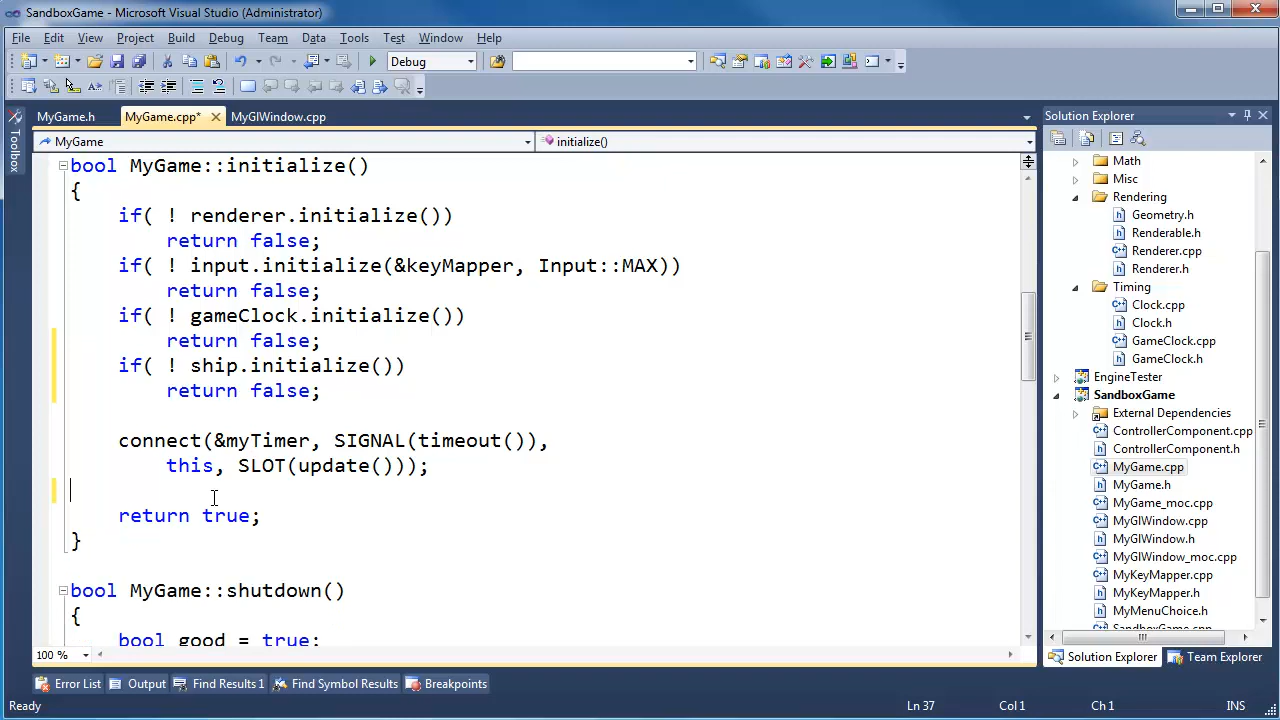 SandboxGame - Microsoft Visual Studio (Administrator)
File Edit View Project Build Debug Team Data Tools Test Window Help
Debug
MyGame.h MyGame.cpp* MyGlWindow.cpp
MyGame initialize()
Toolbox
bool MyGame::initialize()
{
if( ! renderer.initialize())
return false;
if( ! input.initialize(&keyMapper, Input::MAX))
return false;
if( ! gameClock.initialize())
return false;
if( ! ship.initialize())
return false;
connect(&myTimer, SIGNAL(timeout()),
this, SLOT(update()));
return true;
}
bool MyGame::shutdown()
{
bool good = true;
100 %
Solution Explorer
Math
Misc
Rendering
Geometry.h
Renderable.h
Renderer.cpp
Renderer.h
Timing
Clock.cpp
Clock.h
GameClock.cpp
GameClock.h
EngineTester
SandboxGame
External Dependencies
ControllerComponent.cpp
ControllerComponent.h
MyGame.cpp
MyGame.h
MyGame_moc.cpp
MyGlWindow.cpp
MyGlWindow.h
MyGlWindow_moc.cpp
MyKeyMapper.cpp
MyKeyMapper.h
MyMenuChoice.h
SandboxGame.cpp
Solution Explorer Team Explorer
Error List Output Find Results 1 Find Symbol Results Breakpoints
Ready Ln 37 Col 1 Ch 1 INS